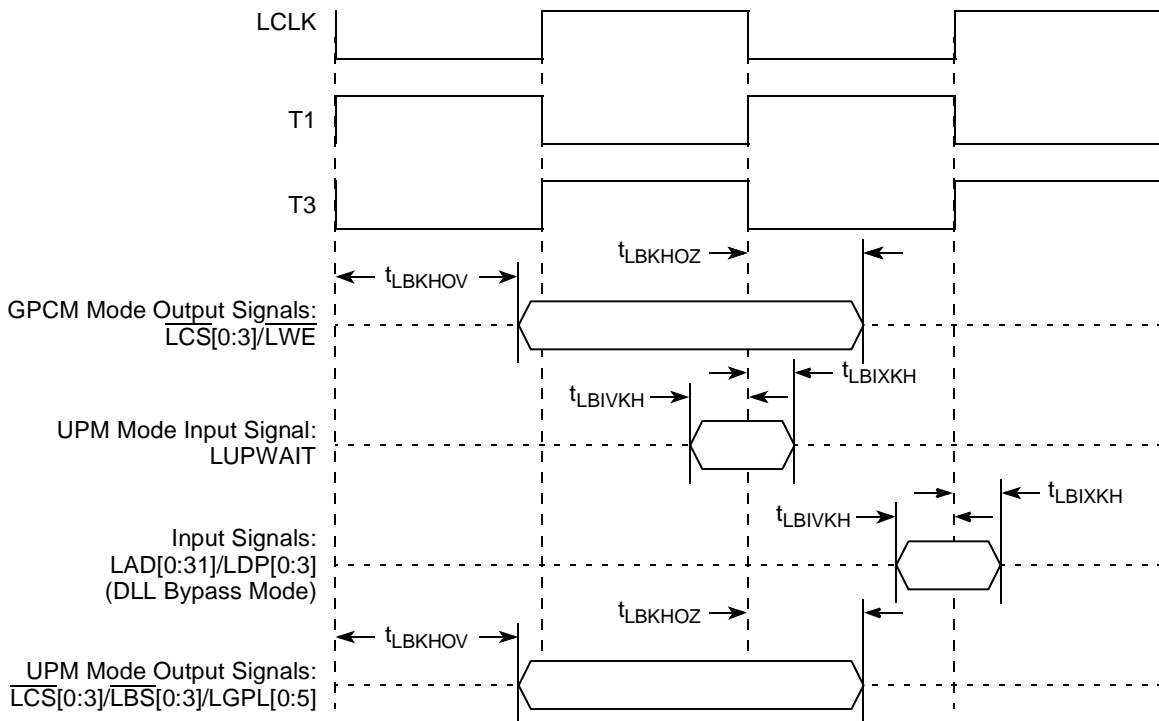 LCLK
T1
T3
tLBKHOZ
tLBKHOV
GPCM Mode Output Signals:
LCS[0:3]/LWE
tLBIXKH
tLBIVKH
UPM Mode Input Signal:
LUPWAIT
tLBIXKH
tLBIVKH
Input Signals:
LAD[0:31]/LDP[0:3]
(DLL Bypass Mode)
tLBKHOZ
tLBKHOV
UPM Mode Output Signals:
LCS[0:3]/LBS[0:3]/LGPL[0:5]